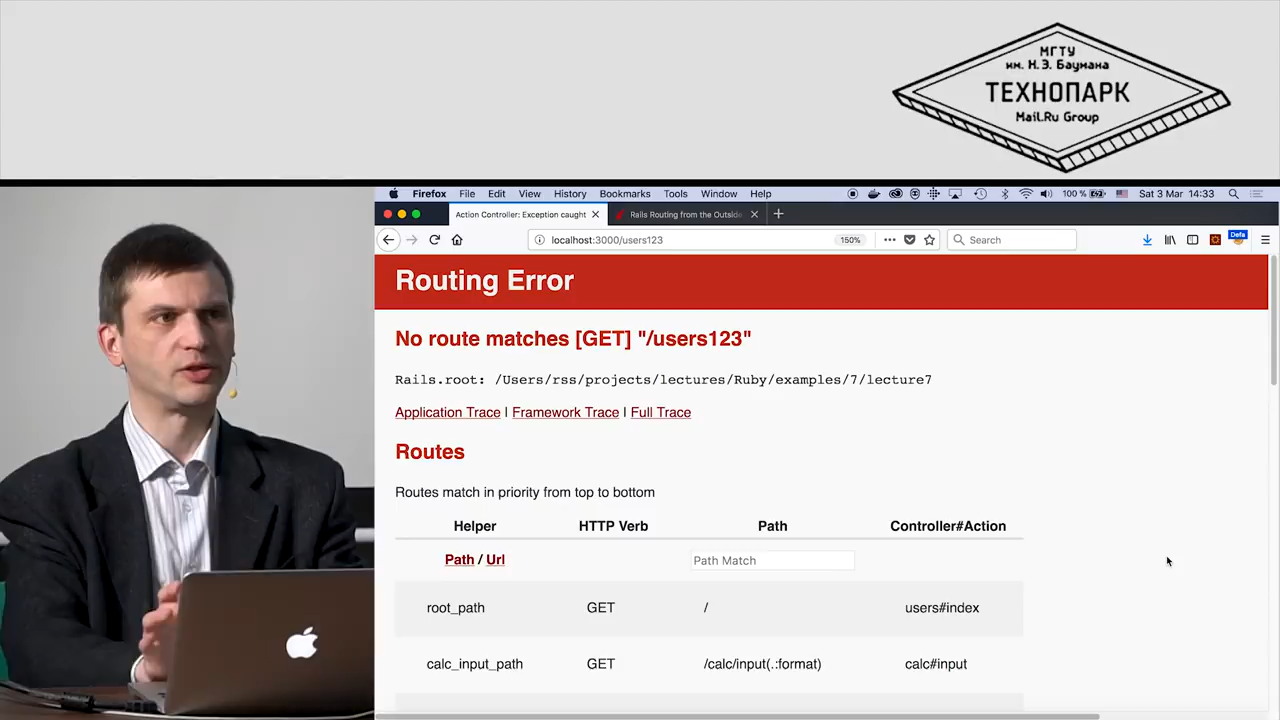 МГТУ
им. Н.Э. Баумана
ТЕХНОПАРК
Mail.Ru Group
Firefox File Edit View History Bookmarks Tools Window Help 100 % Sat 3 Mar 14:33
Action Controller: Exception caught Rails Routing from the Outside
localhost:3000/users123 150% Search Defa
Routing Error
No route matches [GET] "/users123"
Rails.root: /Users/rss/projects/lectures/Ruby/examples/7/lecture7
Application Trace | Framework Trace | Full Trace
Routes
Routes match in priority from top to bottom
Helper HTTP Verb Path Controller#Action
Path / Url Path Match
root_path GET / users#index
calc_input_path GET /calc/input(.:format) calc#input